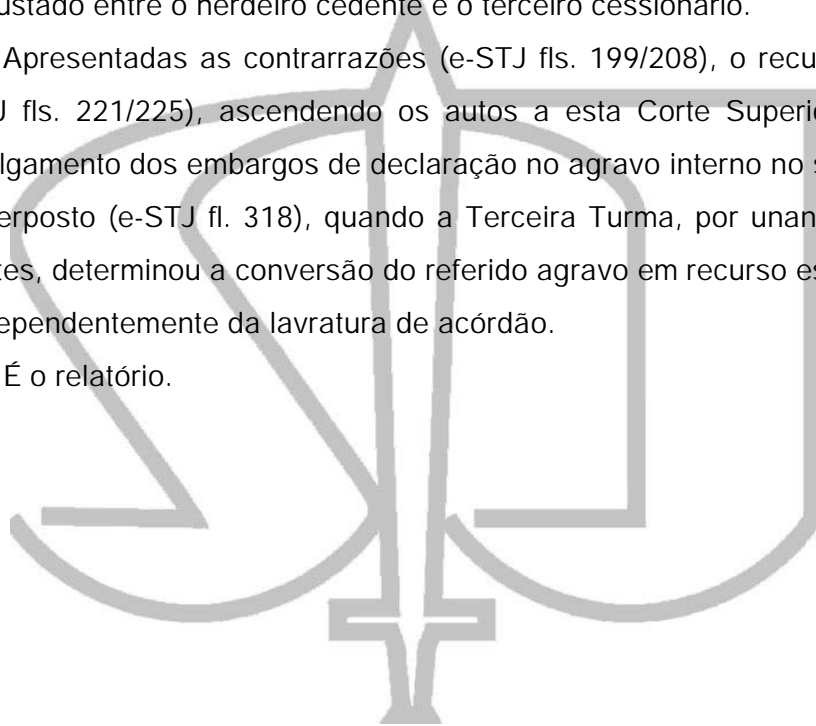 ustado entre o herdeiro cedente e o terceiro cessionário.
Apresentadas as contrarrazões (e-STJ fls. 199/208), o recu
J fls. 221/225), ascendendo os autos a esta Corte Superi
lgamento dos embargos de declaração no agravo interno no
erposto (e-STJ fl. 318), quando a Terceira Turma, por unan
tes, determinou a conversão do referido agravo em recurso es
ependentemente da lavratura de acórdão.
É o relatório.